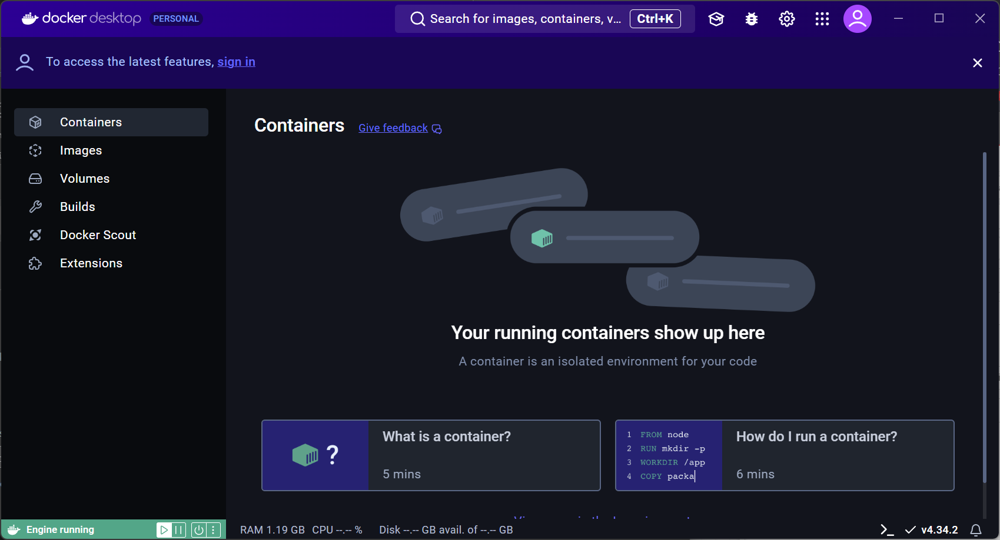 docker desktop PERSONAL
Search for images, containers, v... Ctrl+K
To access the latest features, sign in
Containers
Images
Volumes
Builds
Docker Scout
Extensions
Containers Give feedback
Your running containers show up here
A container is an isolated environment for your code
?
What is a container?
5 mins
1 FROM node
2 RUN mkdir -p
3 WORKDIR /app
4 COPY packa
How do I run a container?
6 mins
Engine running
RAM 1.19 GB CPU --.-- % Disk --.-- GB avail. of --.-- GB
v4.34.2